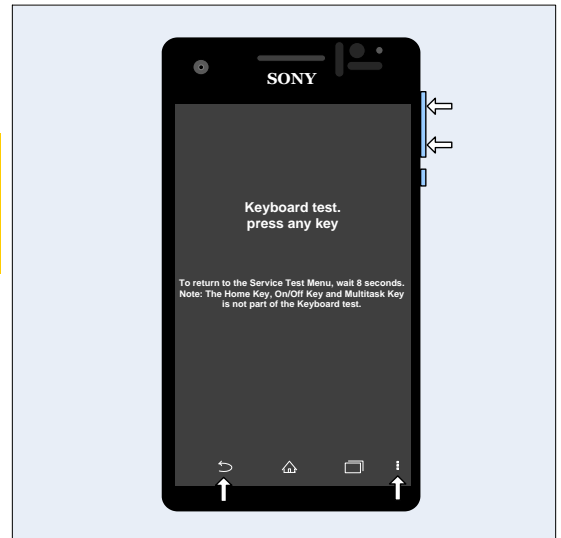 SONY
Keyboard test.
press any key
To return to the Service Test Menu, wait 8 seconds.
Note: The Home Key, On/Off Key and Multitask Key
is not part of the Keyboard test.